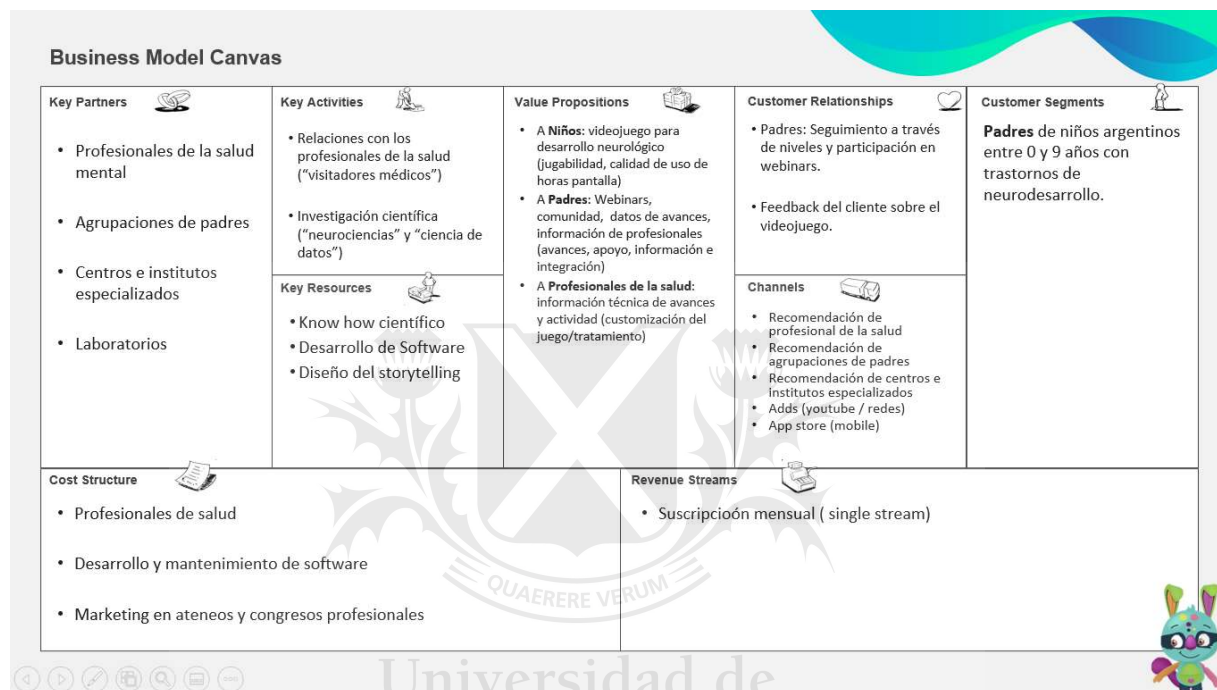 Business Model Canvas
Key Partners
• Profesionales de la salud
mental
• Agrupaciones de padres
• Centros e institutos
especializados
• Laboratorios
Key Activities
• Relaciones con los
profesionales de la salud
(“visitadores médicos”)
• Investigación científica
(“neurociencias” y “ciencia de
datos”)
Key Resources
• Know how científico
• Desarrollo de Software
• Diseño del storytelling
Value Propositions
• A Niños: videojuego para
desarrollo neurológico
(jugabilidad, calidad de uso de
horas pantalla)
• A Padres: Webinars,
comunidad, datos de avances,
información de profesionales
(avances, apoyo, información e
integración)
• A Profesionales de la salud:
información técnica de avances
y actividad (customización del
juego/tratamiento)
Customer Relationships
• Padres: Seguimiento a través
de niveles y participación en
webinars.
• Feedback del cliente sobre el
videojuego.
Channels
• Recomendación de
profesional de la salud
• Recomendación de
agrupaciones de padres
• Recomendación de centros e
institutos especializados
• Adds (youtube / redes)
• App store (mobile)
Customer Segments
Padres de niños argentinos
entre 0 y 9 años con
trastornos de
neurodesarrollo.
Cost Structure
• Profesionales de salud
• Desarrollo y mantenimiento de software
• Marketing en ateneos y congresos profesionales
Revenue Streams
• Suscripcioón mensual ( single stream)
QUAERERE VERUM
Universidad de